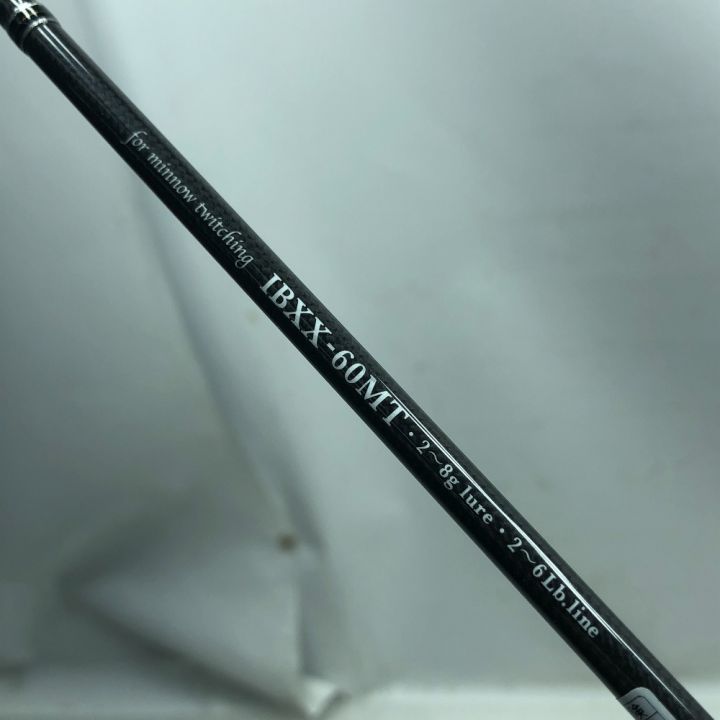 for minnow twitching IBXX-60MT · 2~8g lure · 2~6Lb.line